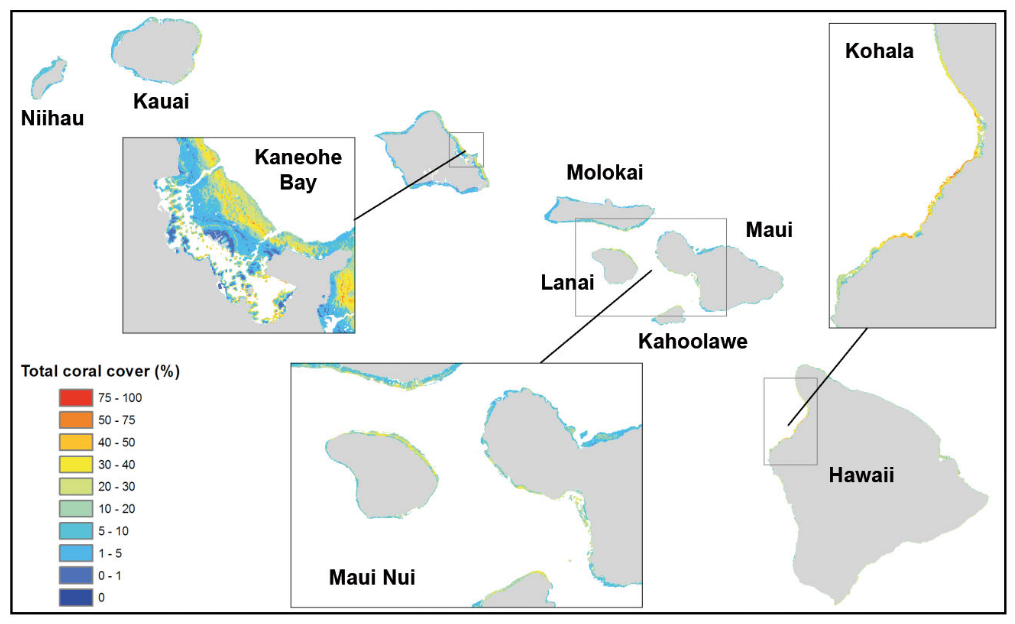 Kohala
Niihau
Kauai
Kaneohe
Bay
Molokai
Maui
Lanai
Kahoolawe
Total coral cover (%)
75 - 100
50 - 75
40 - 50
30 - 40
20 - 30
10 - 20
5 - 10
1 - 5
0 - 1
0
Maui Nui
Hawaii